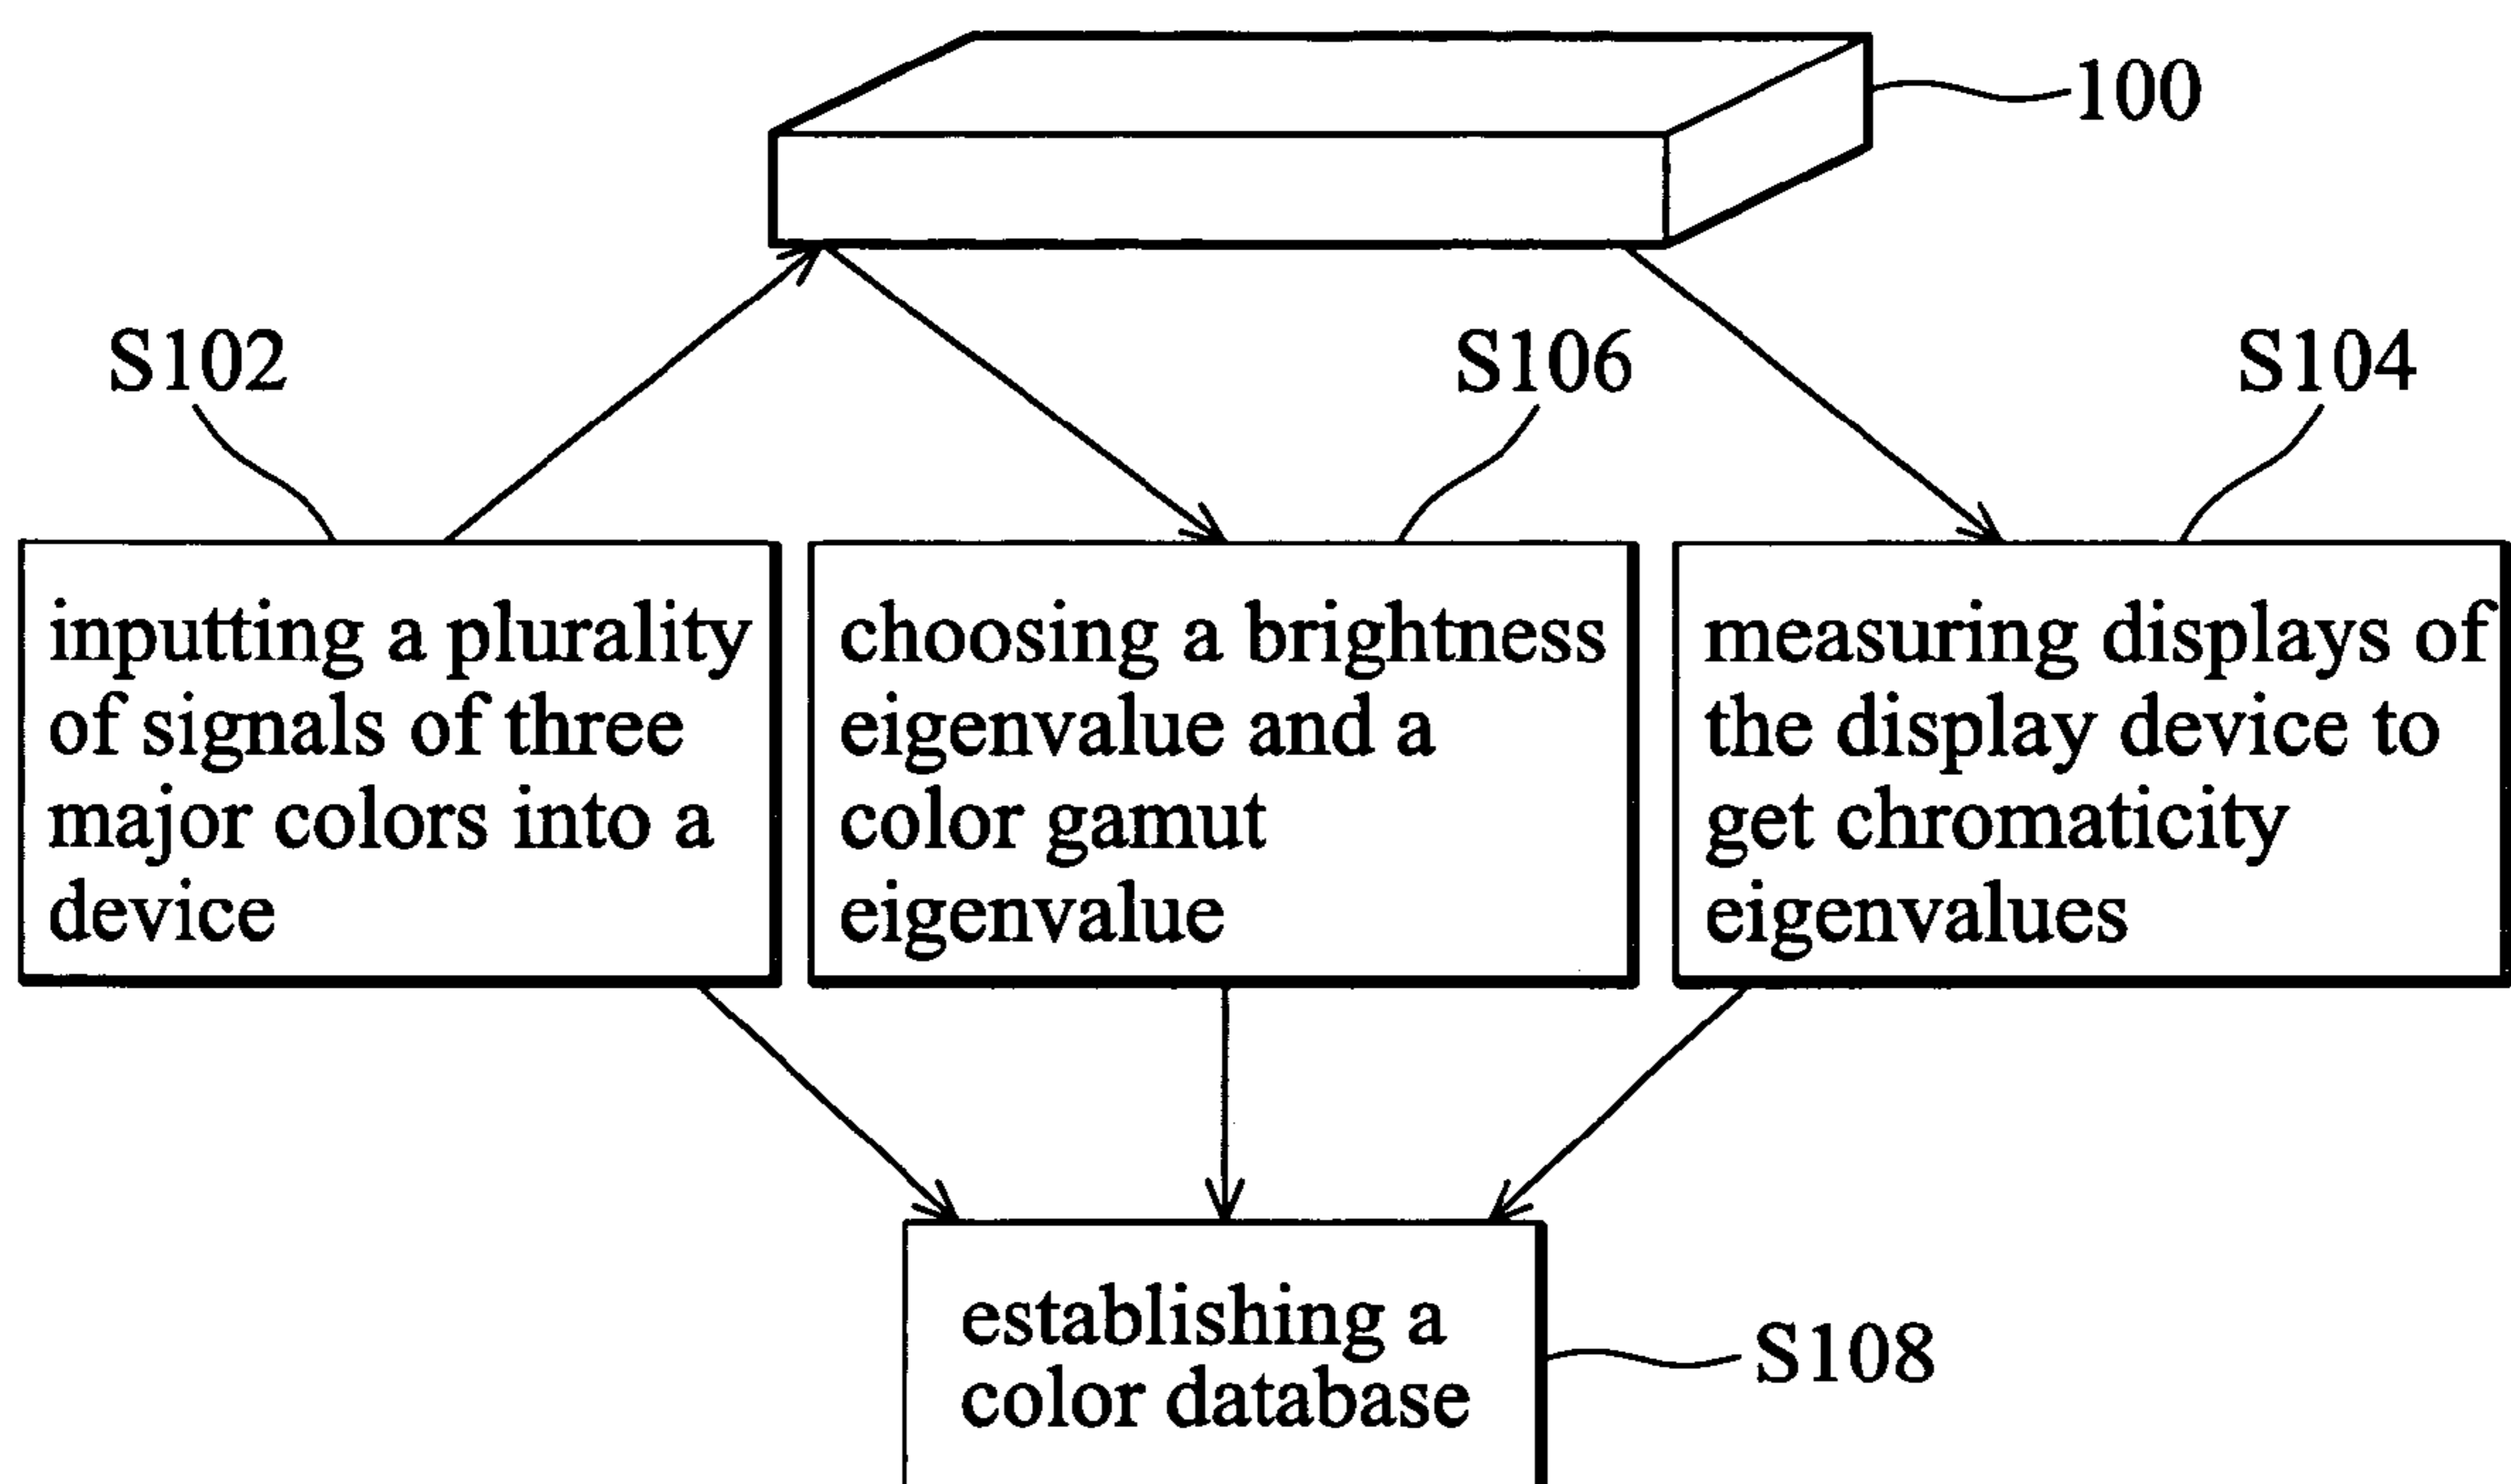 100
S102
S106
S104
inputting a plurality
of signals of three
major colors into a
device
choosing a brightness
eigenvalue and a
color gamut
eigenvalue
measuring displays of
the display device to
get chromaticity
eigenvalues
establishing a
color database
S108